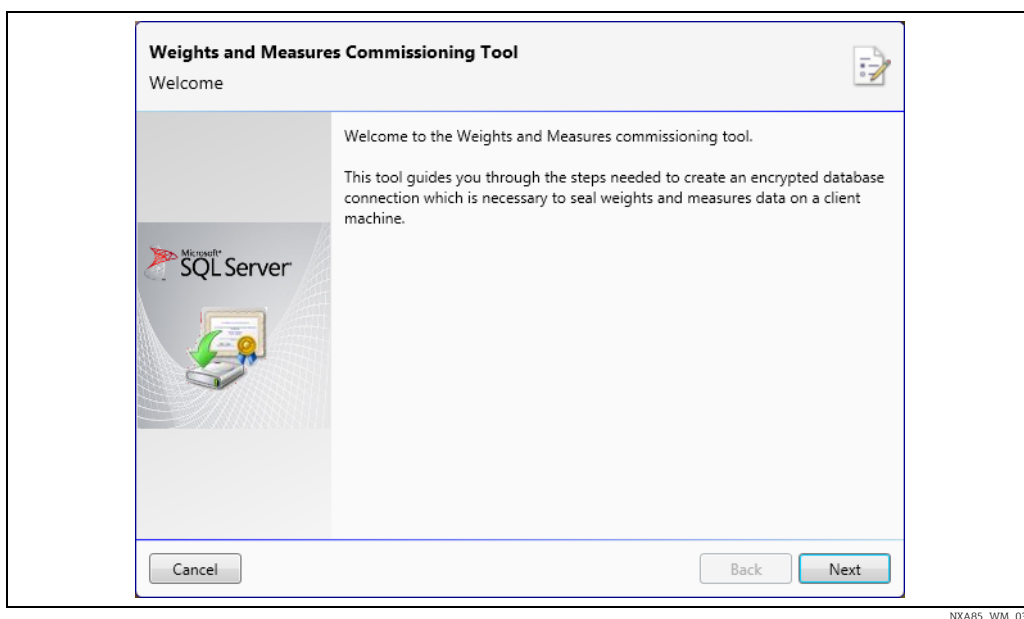 Weights and Measures Commissioning Tool
Welcome
Welcome to the Weights and Measures commissioning tool.
This tool guides you through the steps needed to create an encrypted database
connection which is necessary to seal weights and measures data on a client
machine.
Microsoft®
SQL Server™
Cancel
Back
Next